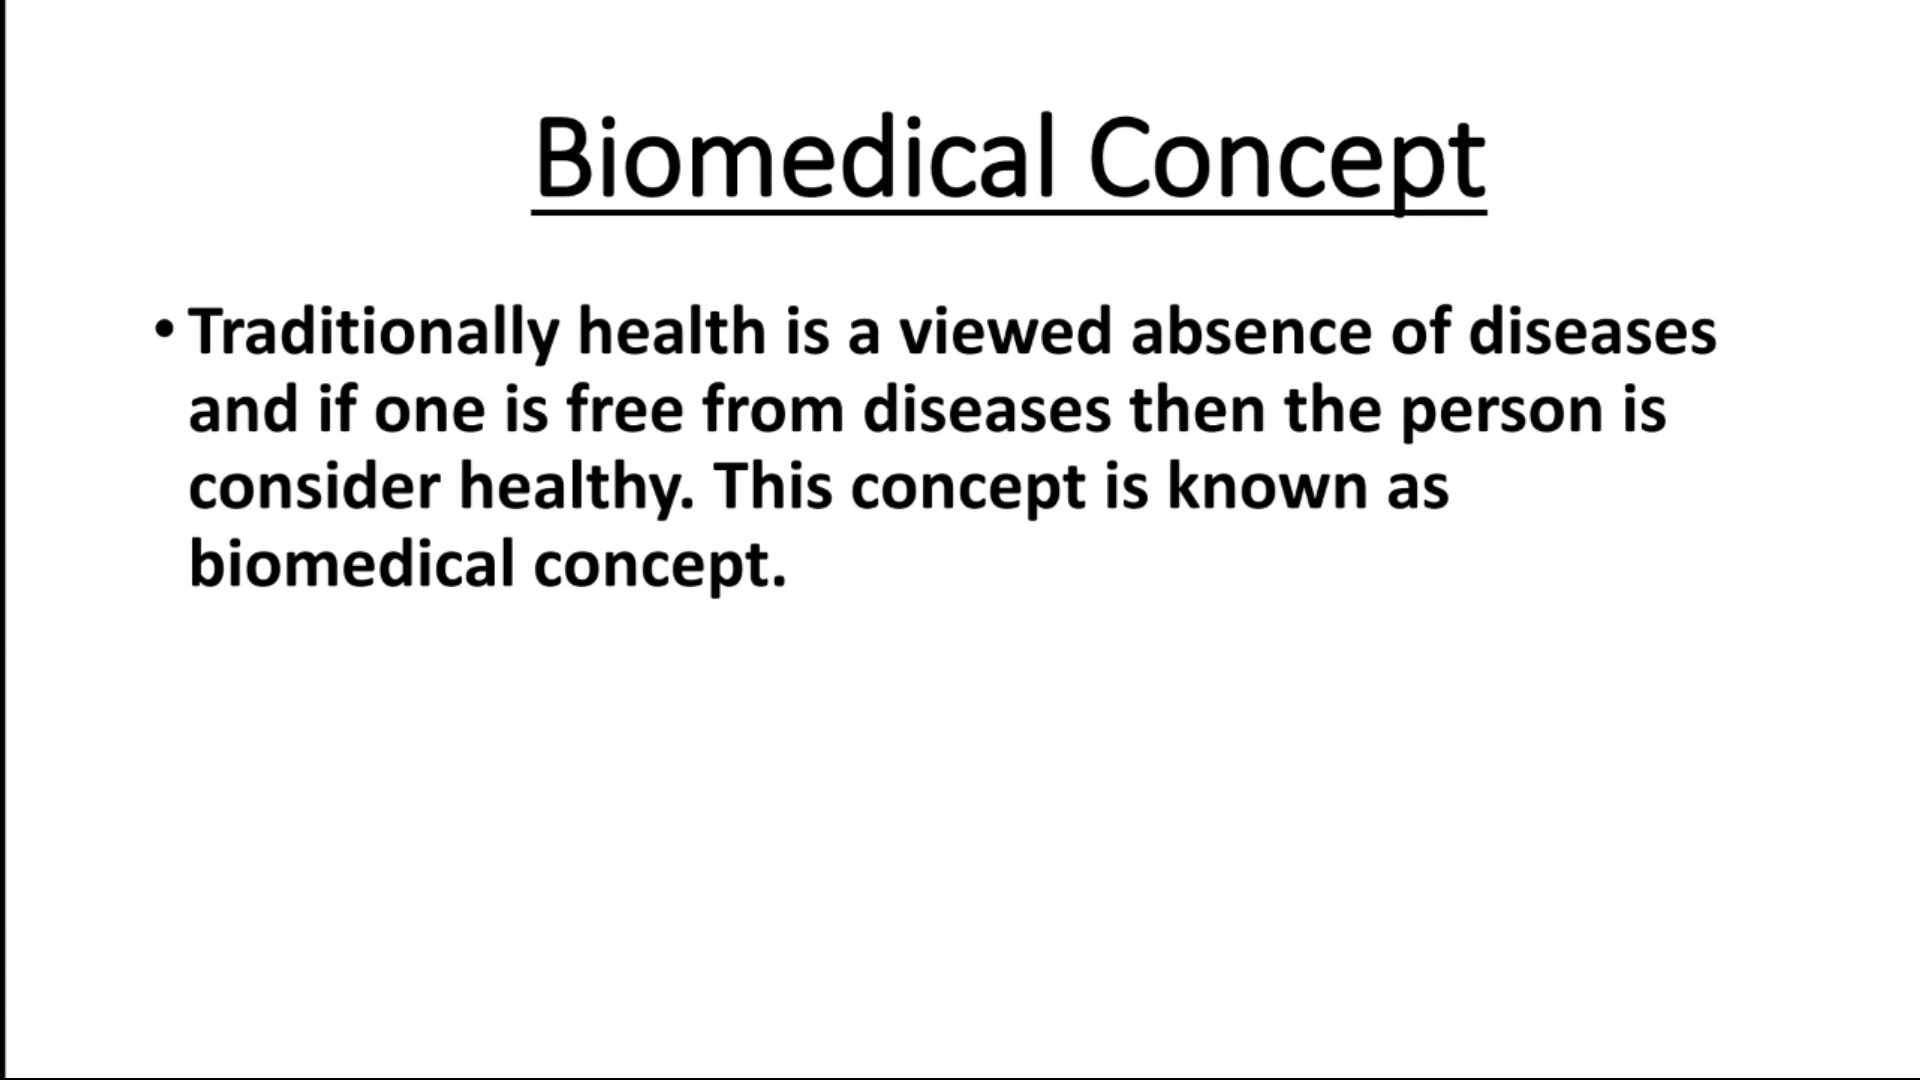 Biomedical Concept
• Traditionally health is a viewed absence of diseases
and if one is free from diseases then the person is
consider healthy. This concept is known as
biomedical concept.